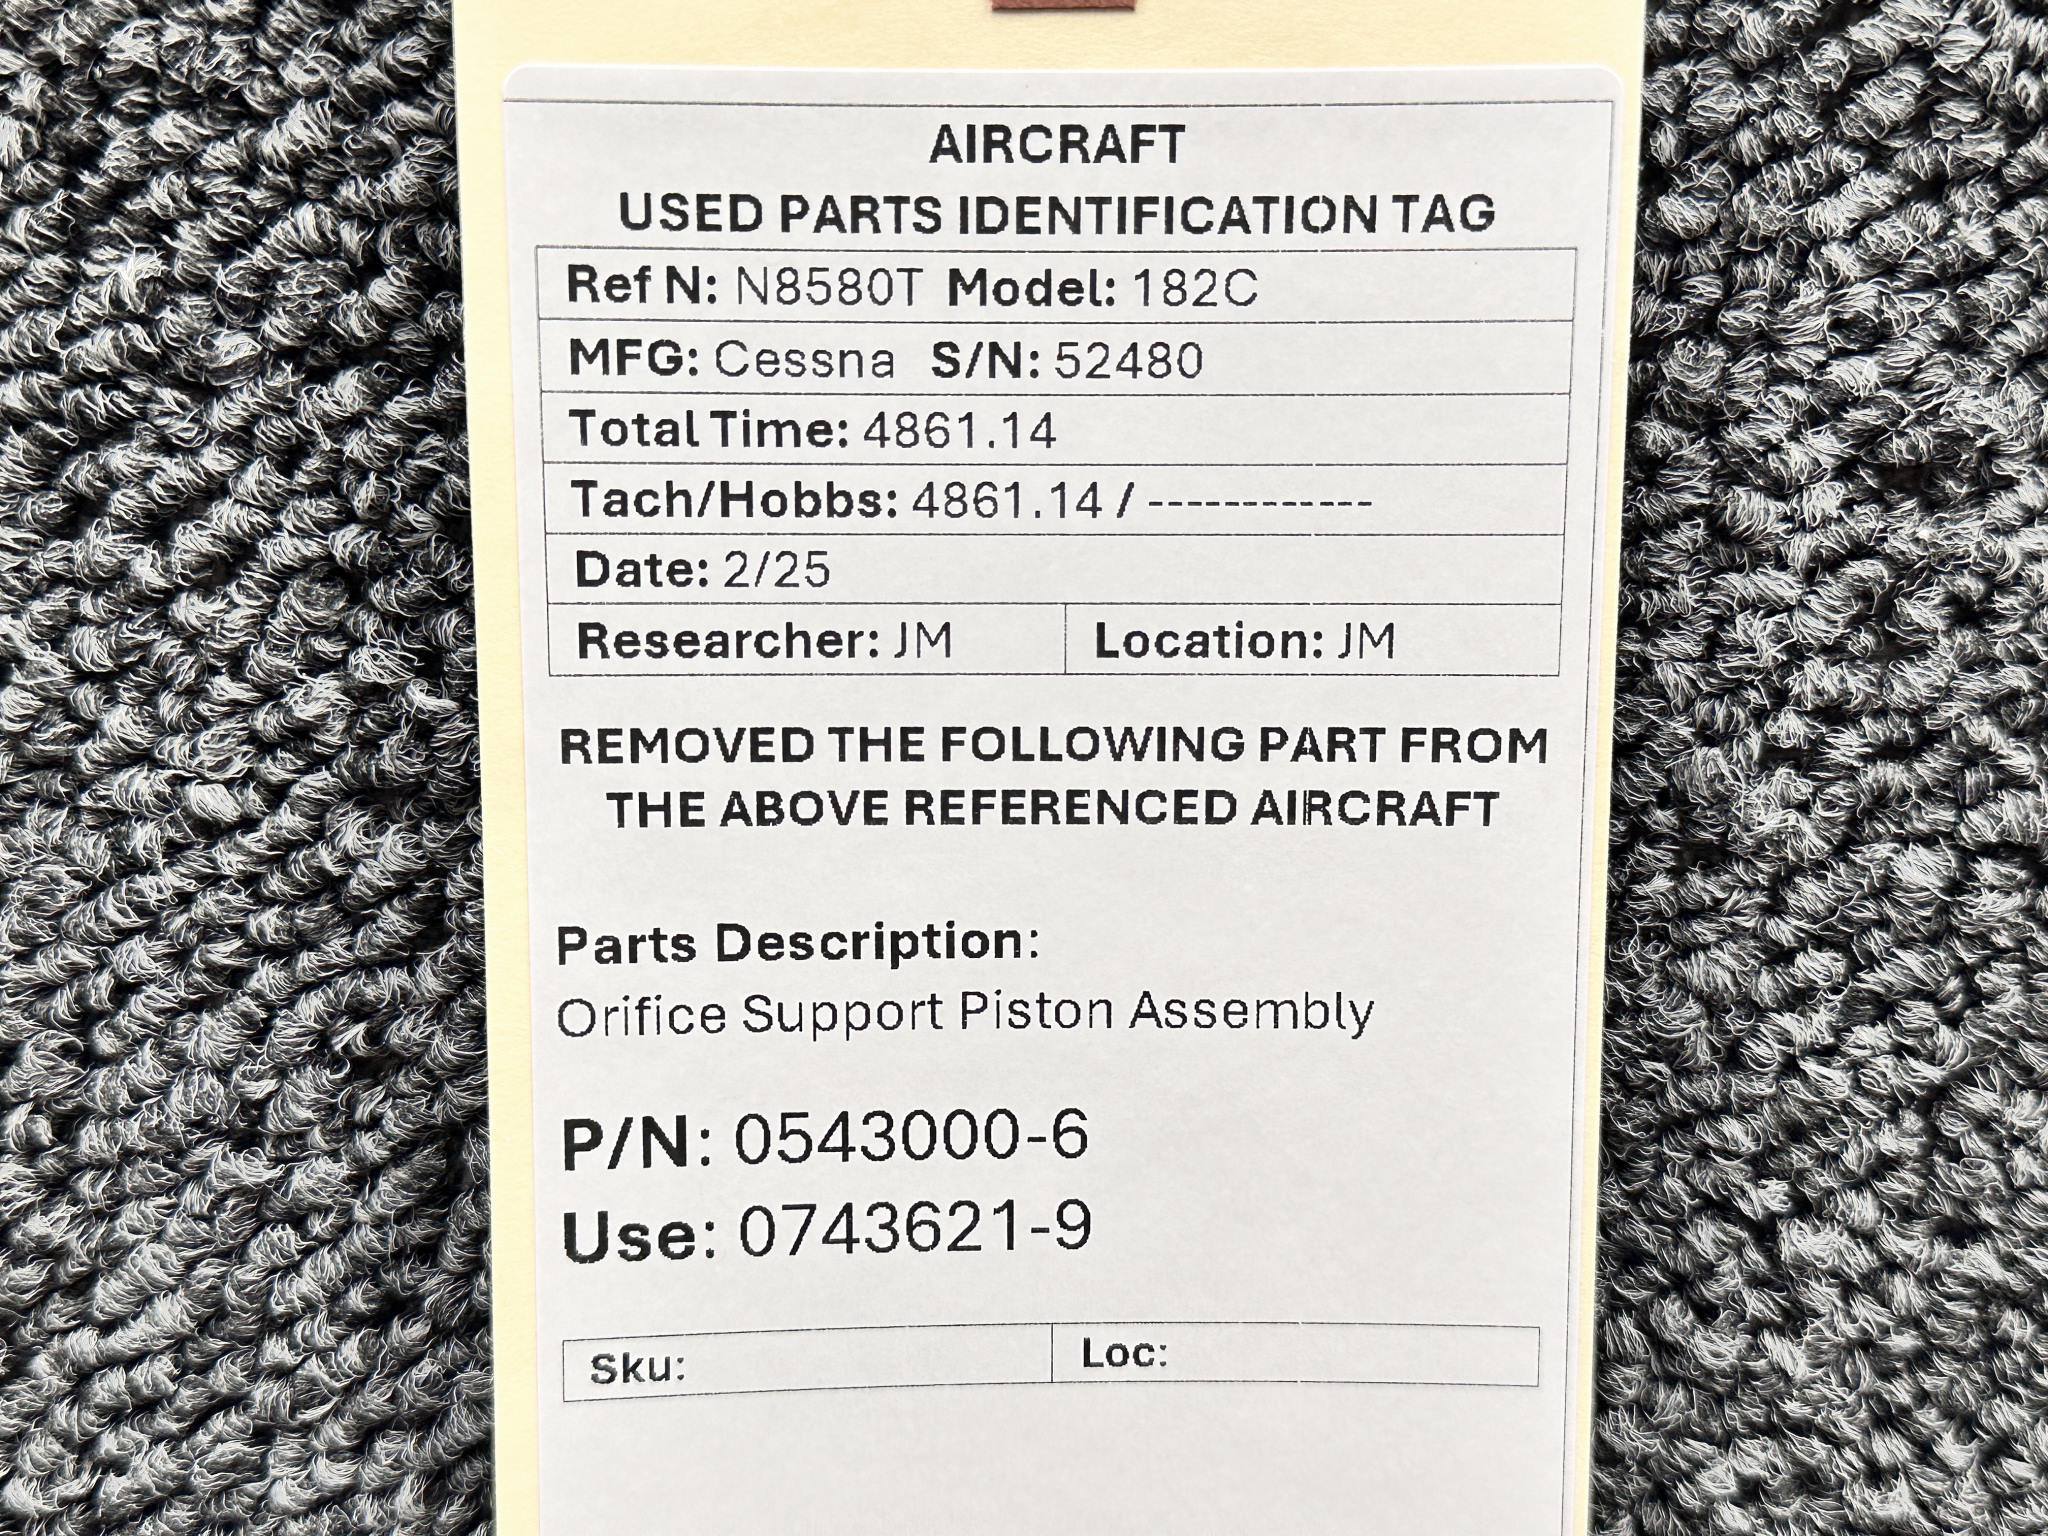 AIRCRAFT
USED PARTS IDENTIFICATION TAG
Ref N: N8580T Model: 182C
MFG: Cessna S/N: 52480
Total Time: 4861.14
Tach/Hobbs: 4861.14 / ------------
Date: 2/25
Researcher: JM Location: JM
REMOVED THE FOLLOWING PART FROM
THE ABOVE REFERENCED AIRCRAFT
Parts Description:
Orifice Support Piston Assembly
P/N: 0543000-6
Use: 0743621-9
Sku: Loc: